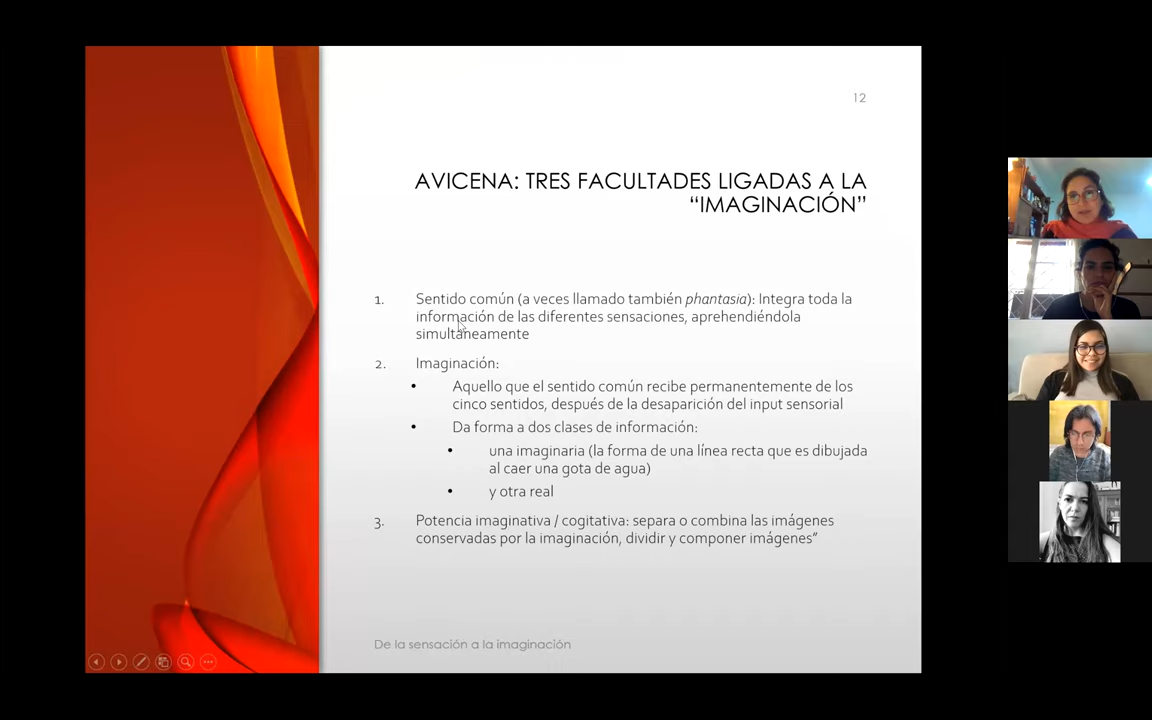 12
AVICENA: TRES FACULTADES LIGADAS A LA
“IMAGINACIÓN”
1. Sentido común (a veces llamado también phantasia): Integra toda la
información de las diferentes sensaciones, aprehendiéndola
simultáneamente
2. Imaginación:
• Aquello que el sentido común recibe permanentemente de los
cinco sentidos, después de la desaparición del input sensorial
• Da forma a dos clases de información:
• una imaginaria (la forma de una línea recta que es dibujada
al caer una gota de agua)
• y otra real
3. Potencia imaginativa / cogitativa: separa o combina las imágenes
conservadas por la imaginación, dividir y componer imágenes”
De la sensación a la imaginación